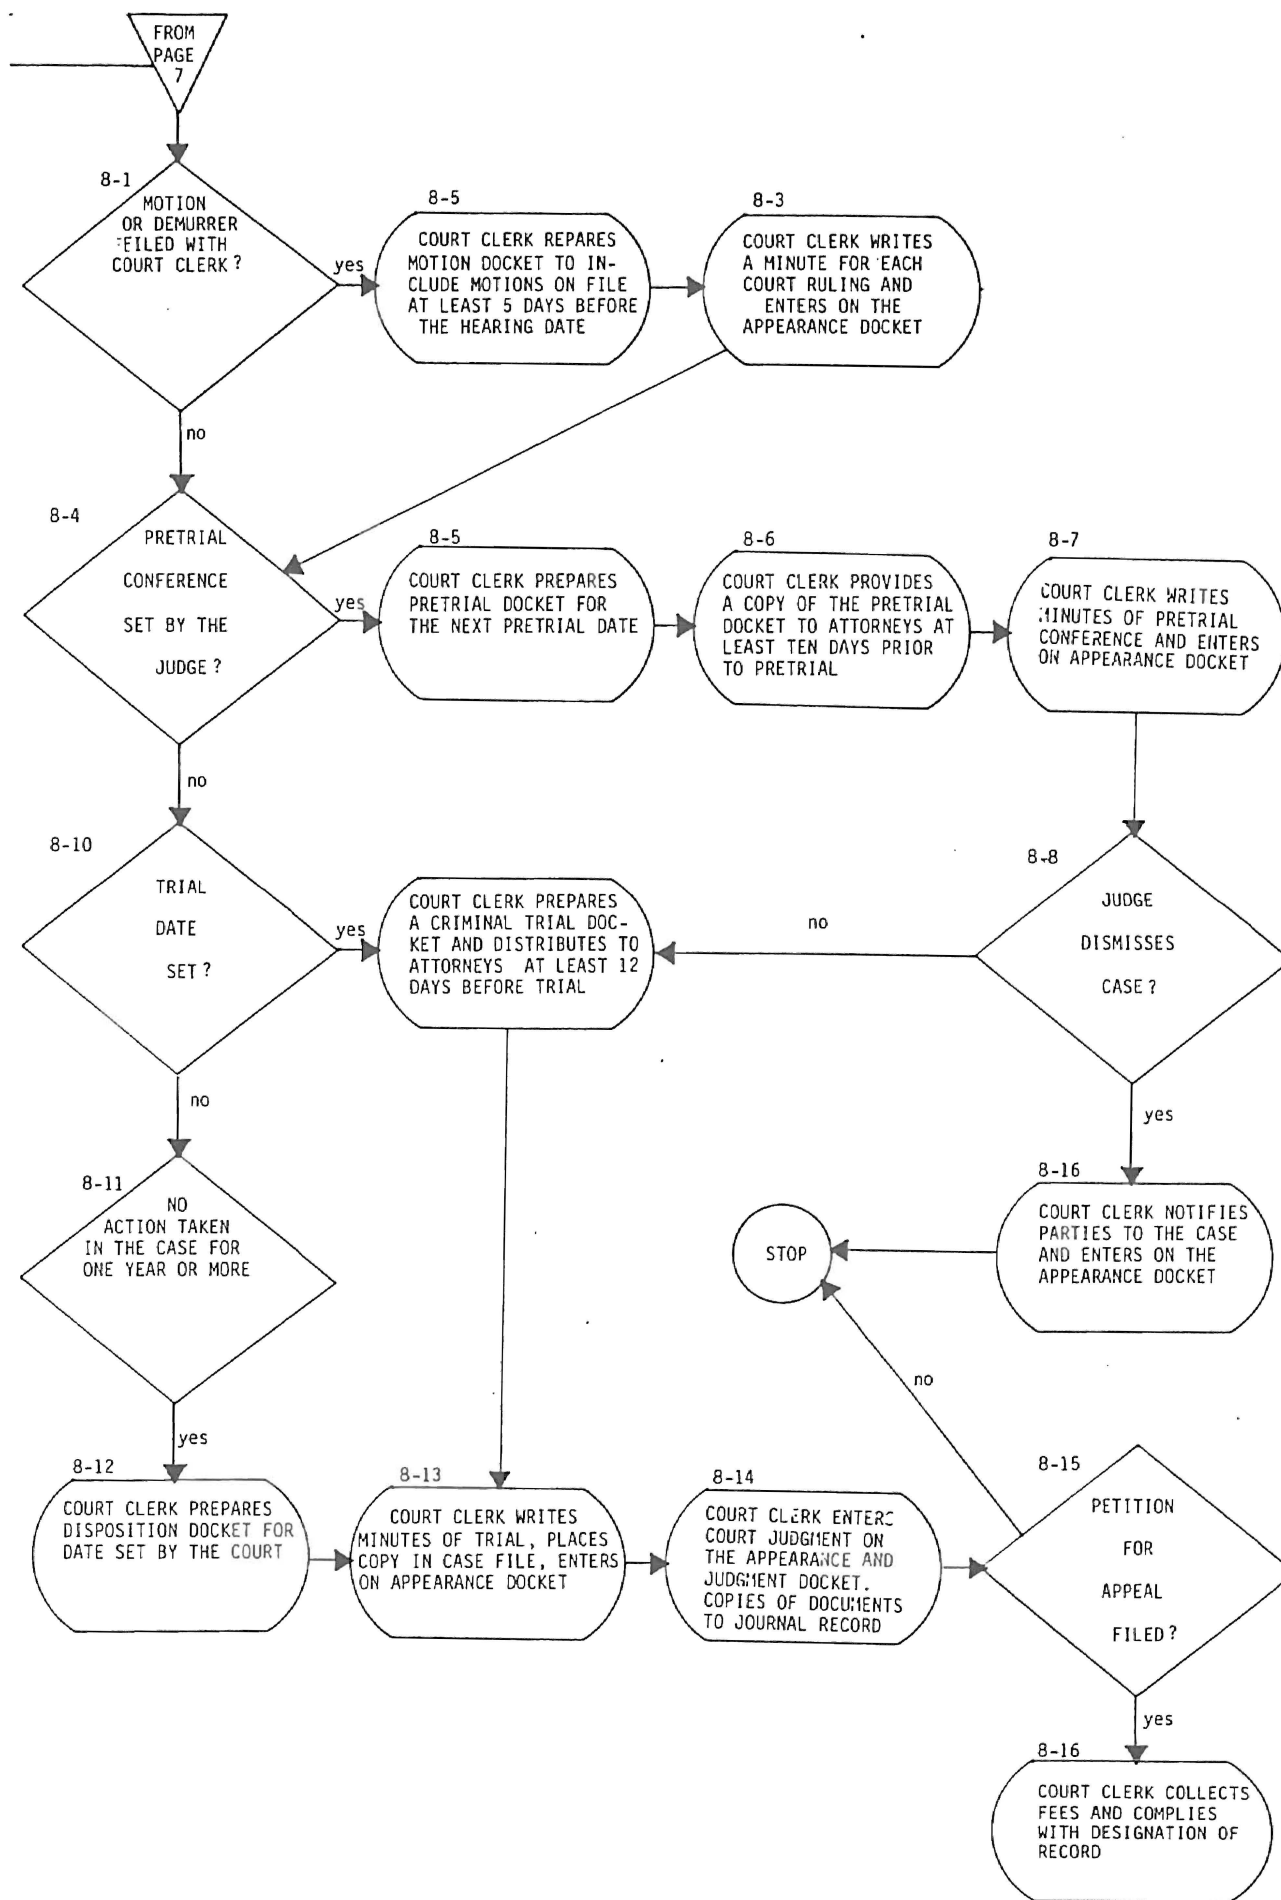 FROM
PAGE
7
8-1
MOTION
OR DEMURRER
FILED WITH
COURT CLERK?
yes
no
8-5
COURT CLERK REPARES
MOTION DOCKET TO IN-
CLUDE MOTIONS ON FILE
AT LEAST 5 DAYS BEFORE
THE HEARING DATE
8-3
COURT CLERK WRITES
A MINUTE FOR EACH
COURT RULING AND
ENTERS ON THE
APPEARANCE DOCKET
8-4
PRETRIAL
CONFERENCE
SET BY THE
JUDGE?
yes
no
8-5
COURT CLERK PREPARES
PRETRIAL DOCKET FOR
THE NEXT PRETRIAL DATE
8-6
COURT CLERK PROVIDES
A COPY OF THE PRETRIAL
DOCKET TO ATTORNEYS AT
LEAST TEN DAYS PRIOR
TO PRETRIAL
8-7
COURT CLERK WRITES
MINUTES OF PRETRIAL
CONFERENCE AND ENTERS
ON APPEARANCE DOCKET
8-10
TRIAL
DATE
SET?
yes
no
COURT CLERK PREPARES
A CRIMINAL TRIAL DOC-
KET AND DISTRIBUTES TO
ATTORNEYS AT LEAST 12
DAYS BEFORE TRIAL
no
8-8
JUDGE
DISMISSES
CASE?
yes
8-11
NO
ACTION TAKEN
IN THE CASE FOR
ONE YEAR OR MORE
yes
STOP
8-16
COURT CLERK NOTIFIES
PARTIES TO THE CASE
AND ENTERS ON THE
APPEARANCE DOCKET
no
8-12
COURT CLERK PREPARES
DISPOSITION DOCKET FOR
DATE SET BY THE COURT
8-13
COURT CLERK WRITES
MINUTES OF TRIAL, PLACES
COPY IN CASE FILE, ENTERS
ON APPEARANCE DOCKET
8-14
COURT CLERK ENTERS
COURT JUDGMENT ON
THE APPEARANCE AND
JUDGMENT DOCKET.
COPIES OF DOCUMENTS
TO JOURNAL RECORD
8-15
PETITION
FOR
APPEAL
FILED?
yes
8-16
COURT CLERK COLLECTS
FEES AND COMPLIES
WITH DESIGNATION OF
RECORD